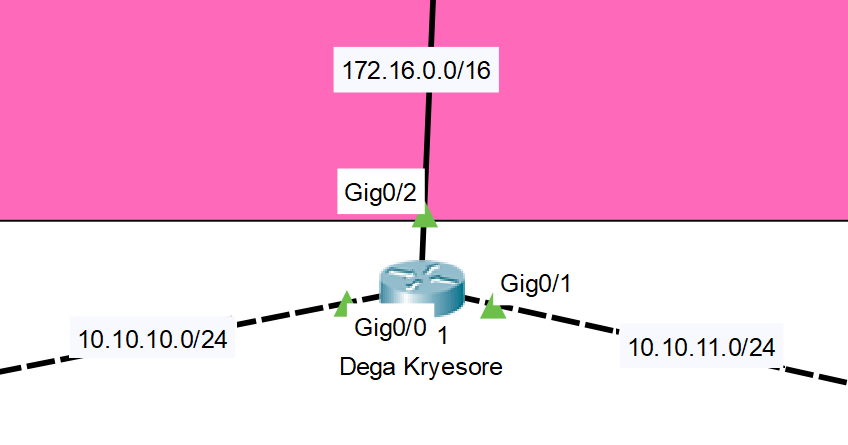 172.16.0.0/16
Gig0/2
Gig0/1
Gig0/0
1
10.10.10.0/24
10.10.11.0/24
Dega Kryesore